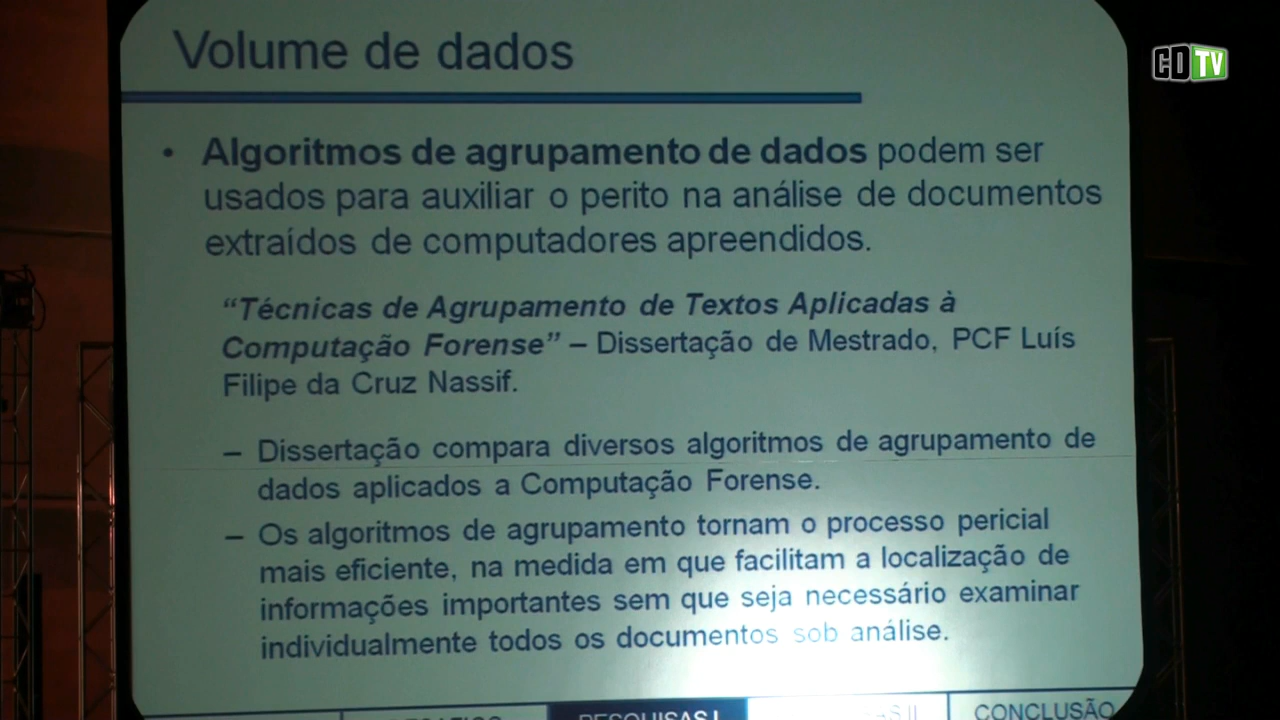 Volume de dados
CDTV
• Algoritmos de agrupamento de dados podem ser
usados para auxiliar o perito na análise de documentos
extraídos de computadores apreendidos.
“Técnicas de Agrupamento de Textos Aplicadas à
Computação Forense” – Dissertação de Mestrado, PCF Luís
Filipe da Cruz Nassif.
– Dissertação compara diversos algoritmos de agrupamento de
dados aplicados a Computação Forense.
– Os algoritmos de agrupamento tornam o processo pericial
mais eficiente, na medida em que facilitam a localização de
informações importantes sem que seja necessário examinar
individualmente todos os documentos sob análise.
PESQUISAS I
II
CONCLUSÃO